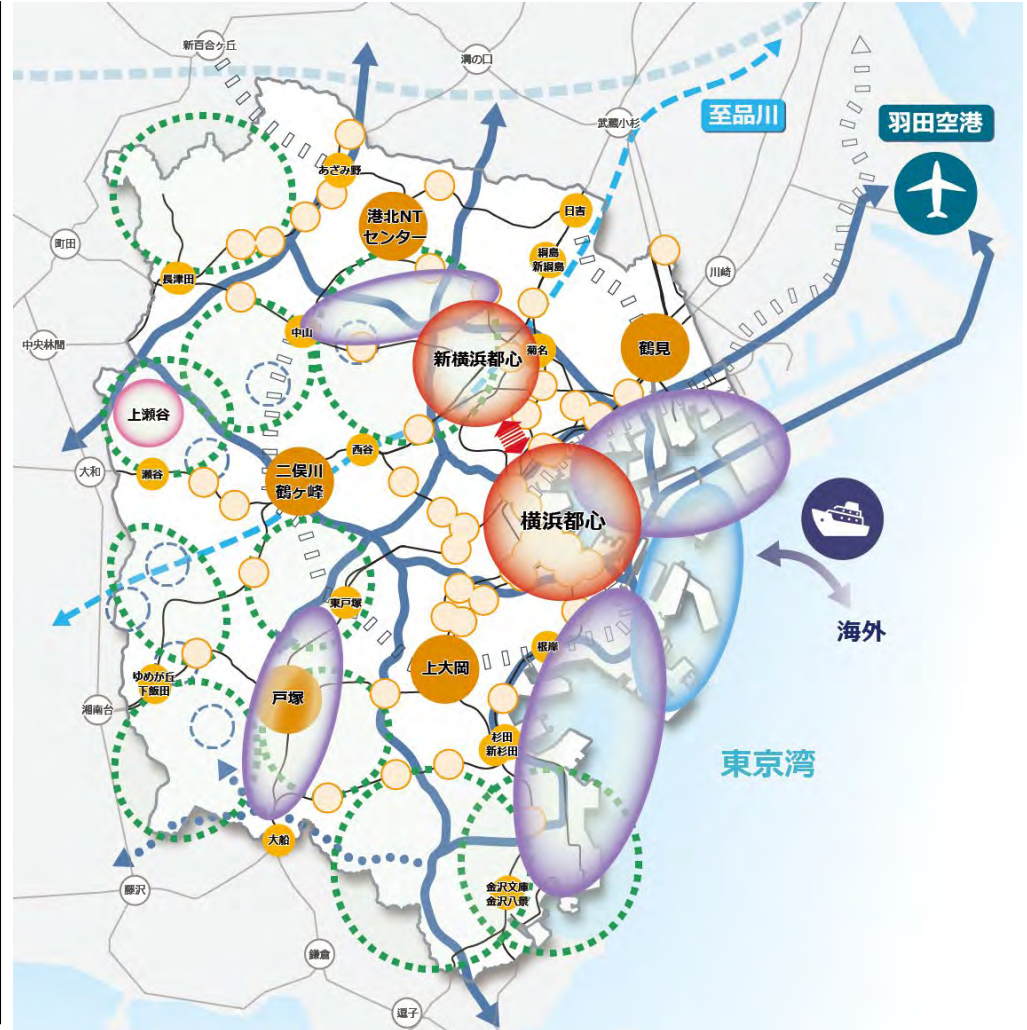 新百合ヶ丘
溝の口
武蔵小杉
至品川
羽田空港
あざみ野
港北NT
センター
日吉
町田
綱島
新綱島
川崎
長津田
中山
中央林間
新横浜都心
菊名
鶴見
上瀬谷
西谷
大和
瀬谷
二俣川
鶴ヶ峰
横浜都心
海外
東戸塚
根岸
上大岡
ゆめが丘
下飯田
戸塚
湘南台
杉田
新杉田
東京湾
大船
藤沢
金沢文庫
金沢八景
鎌倉
逗子